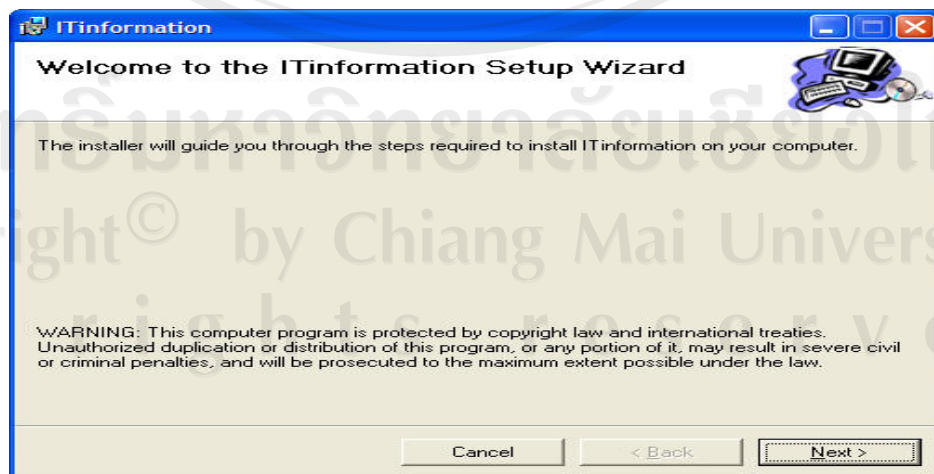 ITinformation
Welcome to the ITinformation Setup Wizard
The installer will guide you through the steps required to install ITinformation on your computer.
by Chiang Mai
WARNING: This computer program is protected by copyright law and international treaties.
Unauthorized duplication or distribution of this program, or any portion of it, may result in severe civil
or criminal penalties, and will be prosecuted to the maximum extent possible under the law.
Cancel
< Back
Next >